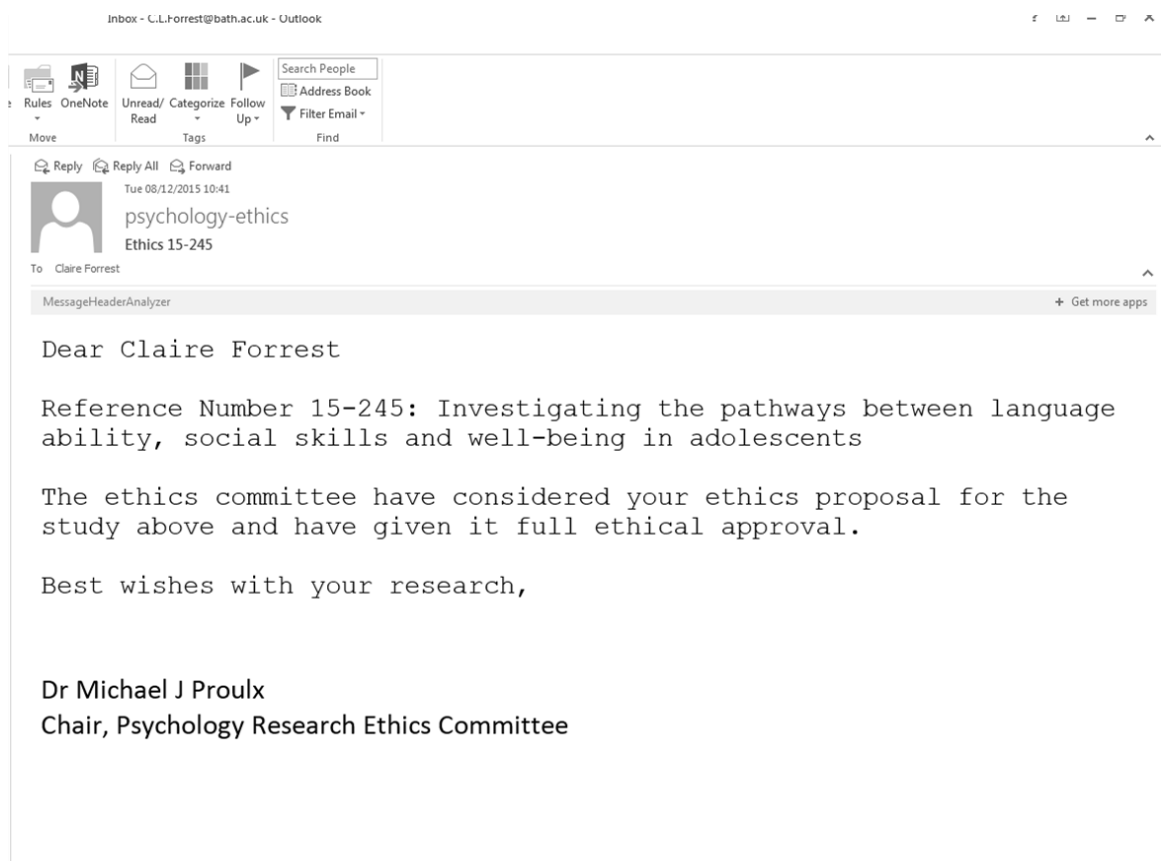 Inbox - C.L.Forrest@bath.ac.uk - Outlook
Search People
Address Book
Rules OneNote Unread/ Categorize Follow
Read Up
Filter Email
Move Tags Find
Reply Reply All Forward
Tue 08/12/2015 10:41
psychology-ethics
Ethics 15-245
To Claire Forrest
MessageHeaderAnalyzer + Get more apps
Dear Claire Forrest
Reference Number 15-245: Investigating the pathways between language
ability, social skills and well-being in adolescents
The ethics committee have considered your ethics proposal for the
study above and have given it full ethical approval.
Best wishes with your research,
Dr Michael J Proulx
Chair, Psychology Research Ethics Committee